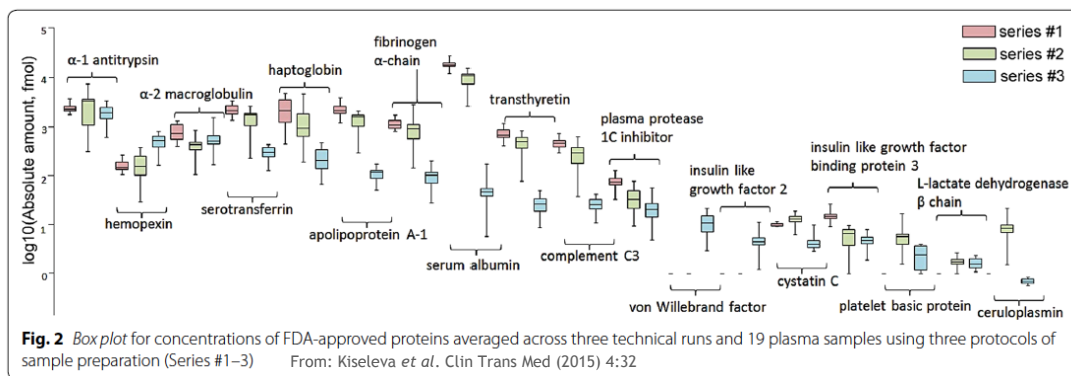 series #1
series #2
series #3
log10(Absolute amount, fmol)
5
4
3
2
1
0
α-1 antitrypsin
hemopexin
α-2 macroglobulin
serotransferrin
haptoglobin
apolipoprotein A-1
fibrinogen
α-chain
serum albumin
transthyretin
complement C3
plasma protease
1C inhibitor
von Willebrand factor
insulin like
growth factor 2
cystatin C
insulin like growth factor
binding protein 3
platelet basic protein
L-lactate dehydrogenase
β chain
ceruloplasmin
Fig. 2 Box plot for concentrations of FDA-approved proteins averaged across three technical runs and 19 plasma samples using three protocols of
sample preparation (Series #1–3) From: Kiseleva et al. Clin Trans Med (2015) 4:32